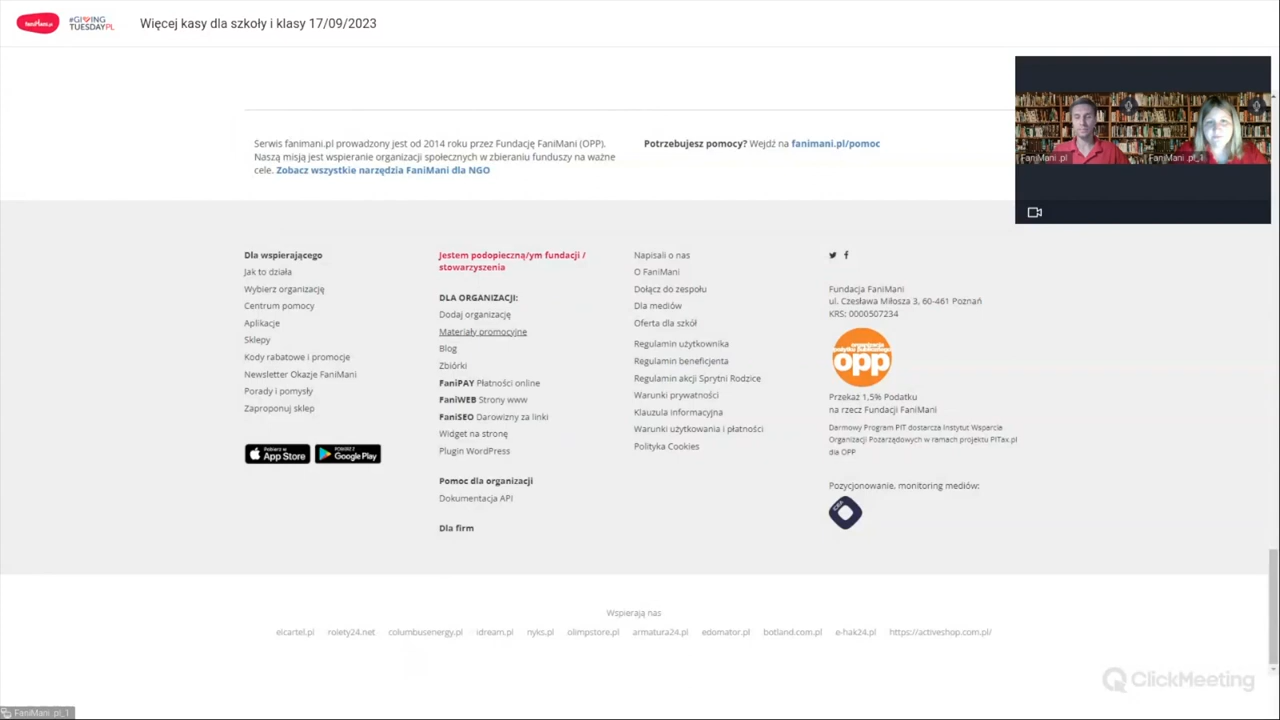 faniMani.pl
#GIVING
TUESDAYPL
Więcej kasy dla szkoły i klasy 17/09/2023
Serwis fanimani.pl prowadzony jest od 2014 roku przez Fundację FaniMani (OPP).
Naszą misją jest wspieranie organizacji społecznych w zbieraniu funduszy na ważne
cele. Zobacz wszystkie narzędzia FaniMani dla NGO
Potrzebujesz pomocy? Wejdź na fanimani.pl/pomoc
FaniMani .pl
FaniMani .pl_1
Dla wspierającego
Jak to działa
Wybierz organizację
Centrum pomocy
Aplikacje
Sklepy
Kody rabatowe i promocje
Newsletter Okazje FaniMani
Porady i pomysły
Zaproponuj sklep
Pobierz w
App Store
POBIERZ Z
Google Play
Jestem podopieczną/ym fundacji /
stowarzyszenia
DLA ORGANIZACJI:
Dodaj organizację
Materiały promocyjne
Blog
Zbiórki
FaniPAY Płatności online
FaniWEB Strony www
FaniSEO Darowizny za linki
Widget na stronę
Plugin WordPress
Pomoc dla organizacji
Dokumentacja API
Dla firm
Napisali o nas
O FaniMani
Dołącz do zespołu
Dla mediów
Oferta dla szkół
Regulamin użytkownika
Regulamin beneficjenta
Regulamin akcji Sprytni Rodzice
Warunki prywatności
Klauzula informacyjna
Warunki użytkowania i płatności
Polityka Cookies
Fundacja FaniMani
ul. Czesława Miłosza 3, 60-461 Poznań
KRS: 0000507234
opp
Przekaż 1,5% Podatku
na rzecz Fundacji FaniMani
Darmowy Program PIT dostarcza Instytut Wsparcia
Organizacji Pozarządowych w ramach projektu PITax.pl
dla OPP
Pozycjonowanie, monitoring mediów:
Wspierają nas
elcartel.pl rolety24.net columbusenergy.pl idream.pl nyks.pl olimpstore.pl armatura24.pl edomator.pl botland.com.pl e-hak24.pl https://activeshop.com.pl/
ClickMeeting
FaniMani .pl_1